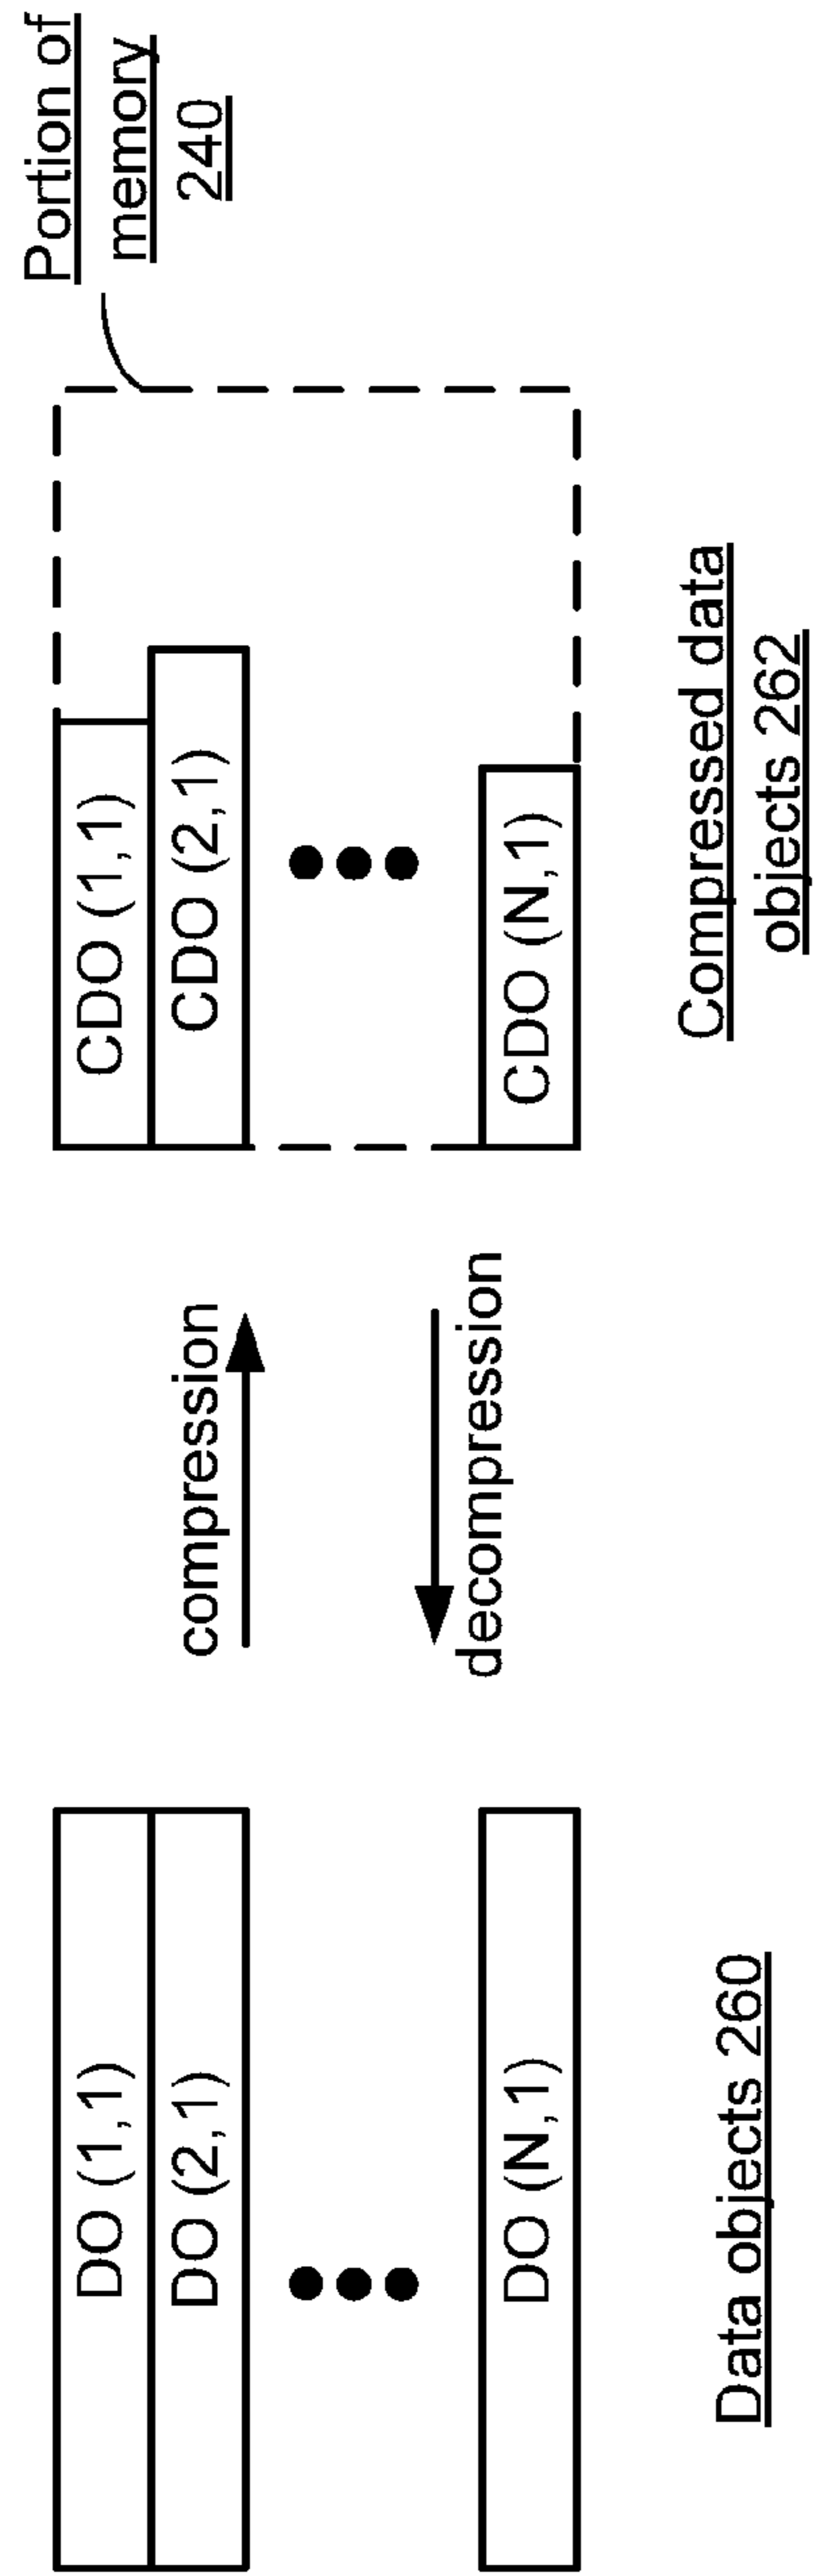 DO (1,1)
DO (2,1)
DO (N,1)
Data objects 260
compression
decompression
CDO (1,1)
CDO (2,1)
CDO (N,1)
Compressed data
objects 262
Portion of
memory
240